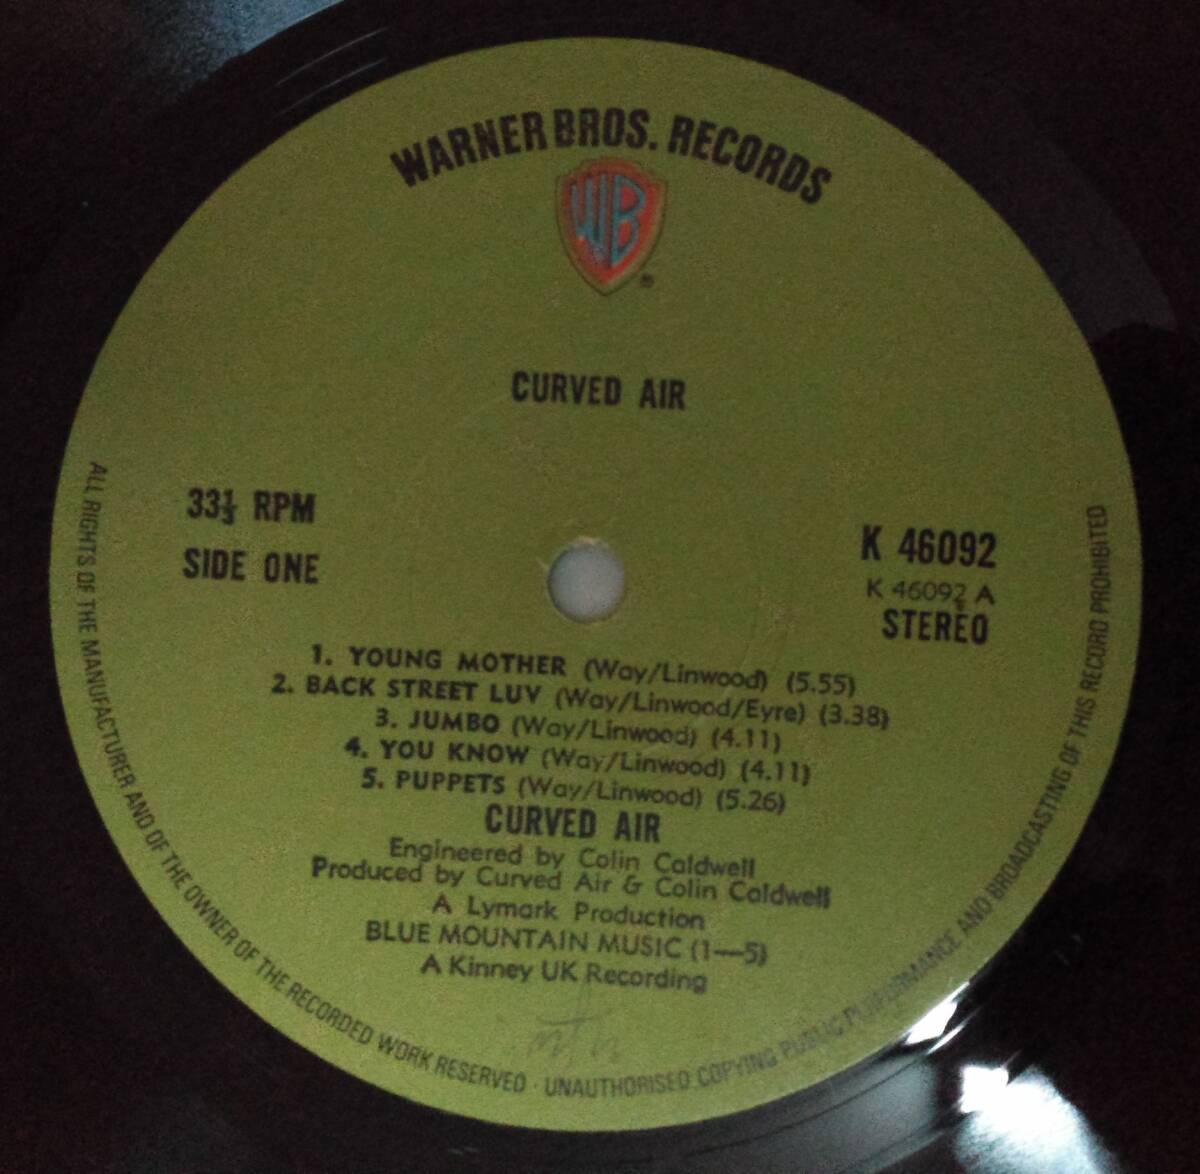 WARNER BROS. RECORDS
WB
®
CURVED AIR
33⅓ RPM
SIDE ONE
K 46092
K 46092 A
STEREO
1. YOUNG MOTHER (Way/Linwood) (5.55)
2. BACK STREET LUV (Way/Linwood/Eyre) (3.38)
3. JUMBO (Way/Linwood) (4.11)
4. YOU KNOW (Way/Linwood) (4.11)
5. PUPPETS (Way/Linwood) (5.26)
CURVED AIR
Engineered by Colin Caldwell
Produced by Curved Air & Colin Caldwell
A Lymark Production
BLUE MOUNTAIN MUSIC (1—5)
A Kinney UK Recording
ALL RIGHTS OF THE MANUFACTURER AND OF THE OWNER OF THE RECORDED WORK RESERVED · UNAUTHORISED COPYING PUBLIC PERFORMANCE AND BROADCASTING OF THIS RECORD PROHIBITED